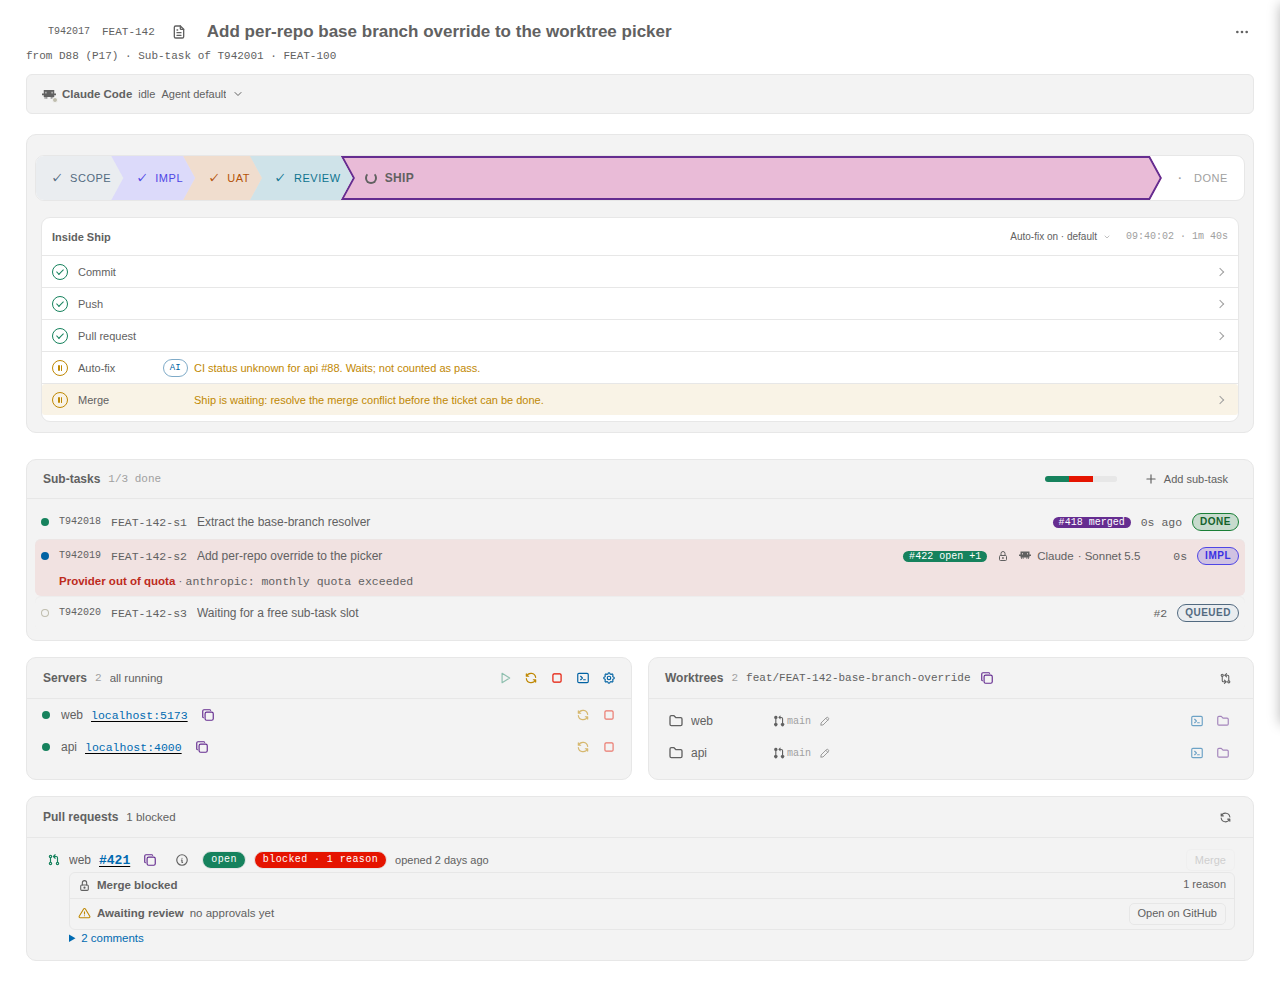 T942017 FEAT-142 Add per-repo base branch override to the worktree picker
from D88 (P17) · Sub-task of T942001 · FEAT-100
Claude Code idle Agent default
SCOPE IMPL UAT REVIEW SHIP DONE
Inside Ship Auto-fix on · default 09:40:02 · 1m 40s
Commit
Push
Pull request
Auto-fix AI CI status unknown for api #88. Waits; not counted as pass.
Merge Ship is waiting: resolve the merge conflict before the ticket can be done.
Sub-tasks 1/3 done Add sub-task
T942018 FEAT-142-s1 Extract the base-branch resolver #418 merged 0s ago DONE
T942019 FEAT-142-s2 Add per-repo override to the picker #422 open +1 Claude · Sonnet 5.5 0s IMPL
Provider out of quota · anthropic: monthly quota exceeded
T942020 FEAT-142-s3 Waiting for a free sub-task slot #2 QUEUED
Servers 2 all running
web localhost:5173
api localhost:4000
Worktrees 2 feat/FEAT-142-base-branch-override
web main
api main
Pull requests 1 blocked
web #421 open blocked · 1 reason opened 2 days ago Merge
Merge blocked 1 reason
Awaiting review no approvals yet Open on GitHub
2 comments